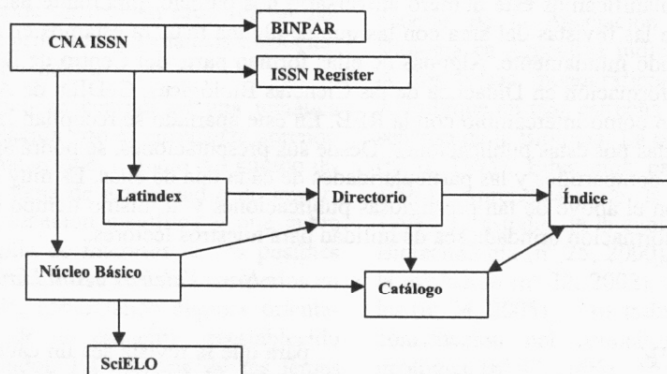 CNA ISSN
BINPAR
ISSN Register
Latindex
Directorio
Índice
Núcleo Básico
Catálogo
SciELO